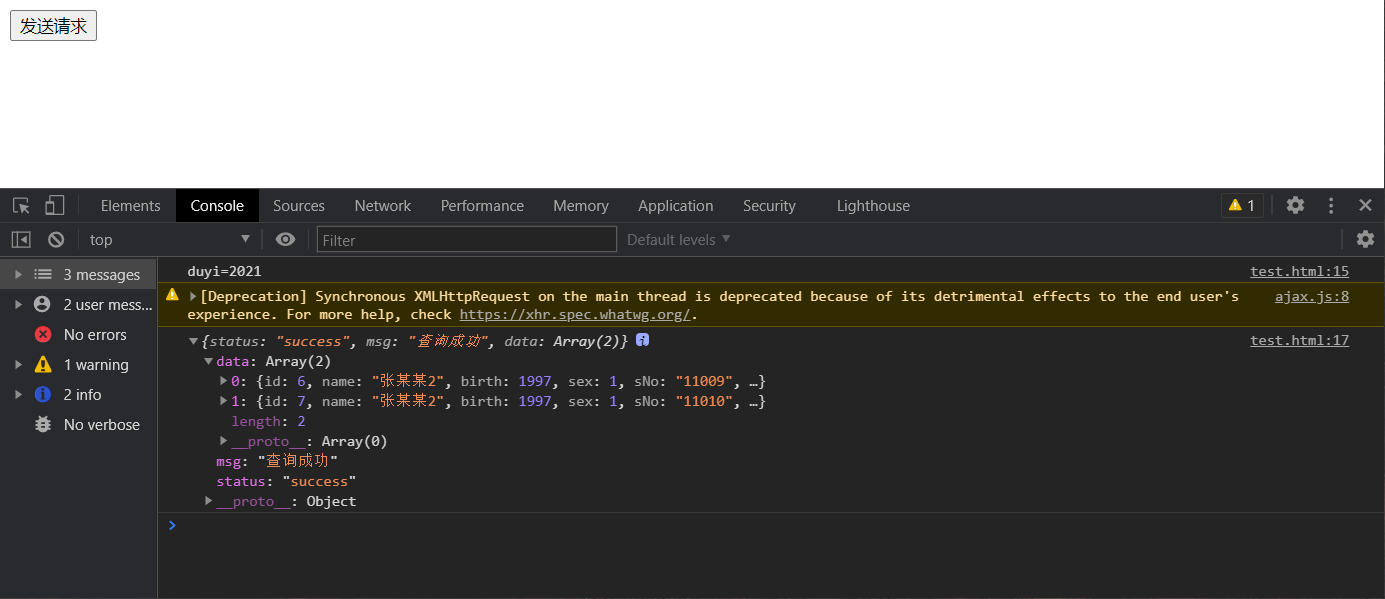 发送请求
Elements Console Sources Network Performance Memory Application Security Lighthouse 1
top Filter Default levels
3 messages
2 user mess...
No errors
1 warning
2 info
No verbose
duyi=2021 test.html:15
[Deprecation] Synchronous XMLHttpRequest on the main thread is deprecated because of its detrimental effects to the end user's ajax.js:8
experience. For more help, check https://xhr.spec.whatwg.org/.
{status: "success", msg: "查询成功", data: Array(2)} i test.html:17
data: Array(2)
0: {id: 6, name: "张某某2", birth: 1997, sex: 1, sNo: "11009", …}
1: {id: 7, name: "张某某2", birth: 1997, sex: 1, sNo: "11010", …}
length: 2
__proto__: Array(0)
msg: "查询成功"
status: "success"
__proto__: Object